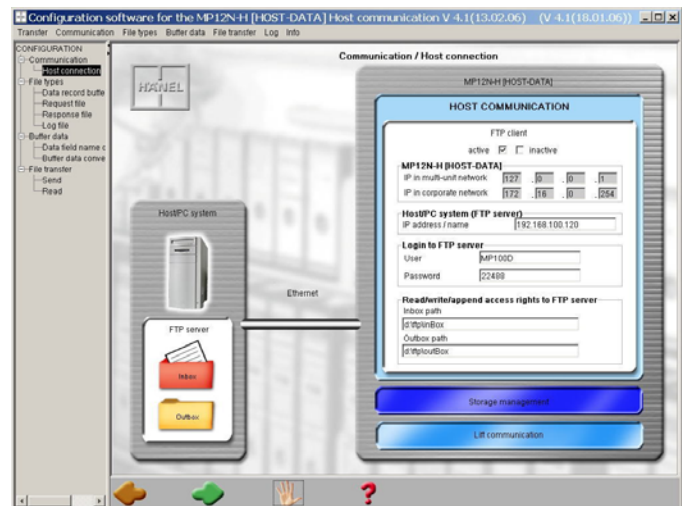 Configuration software for the MP12N-H [HOST-DATA] Host communication V 4.1(13.02.06) (V 4.1(18.01.06))
Transfer Communication File types Buffer data File transfer Log Info
CONFIGURATION
Communication
Host connection
File types
Data record buffe
Request file
Response file
Log file
Buffer data
Data field name c
Buffer data conve
File transfer
Send
Read
Communication / Host connection
HÄNEL
Host/PC system
FTP server
Inbox
Outbox
Ethernet
MP12N-H [HOST-DATA]
HOST COMMUNICATION
FTP client
active inactive
MP12N-H [HOST-DATA]
IP in multi-unit network 127 .0 .0 .1
IP in corporate network 172 .16 .0 .254
Host/PC system (FTP server)
IP address / name 192.168.100.120
Login to FTP server
User MP100D
Password 22488
Read/write/append access rights to FTP server
Inbox path
d:\ftp\inBox
Outbox path
d:\ftp\outBox
Storage management
Lift communication